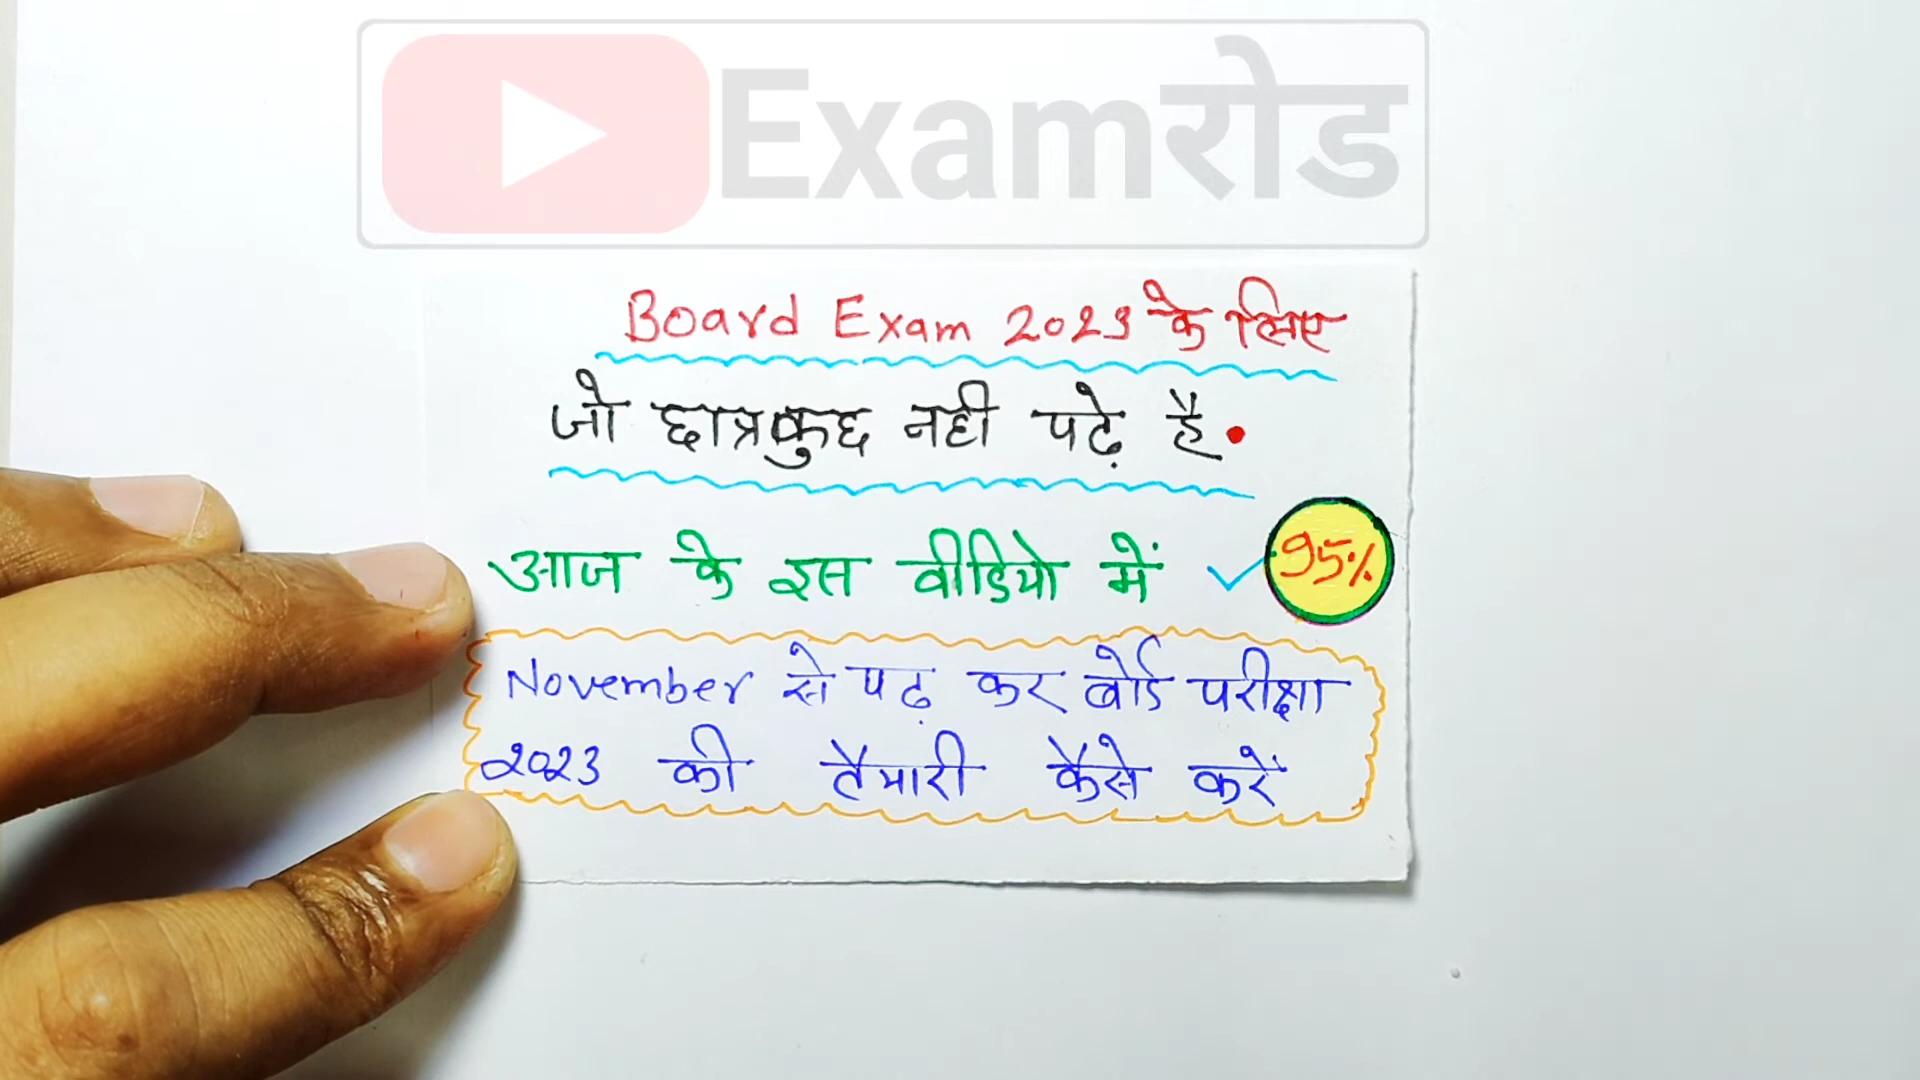 Examरोड
Board Exam 2023 के लिए
जो छात्र कुछ नही पढ़े है.
आज के इस वीडियो में 95%
November से पढ़ कर बोर्ड परीक्षा
2023 की तैयारी कैसे करें